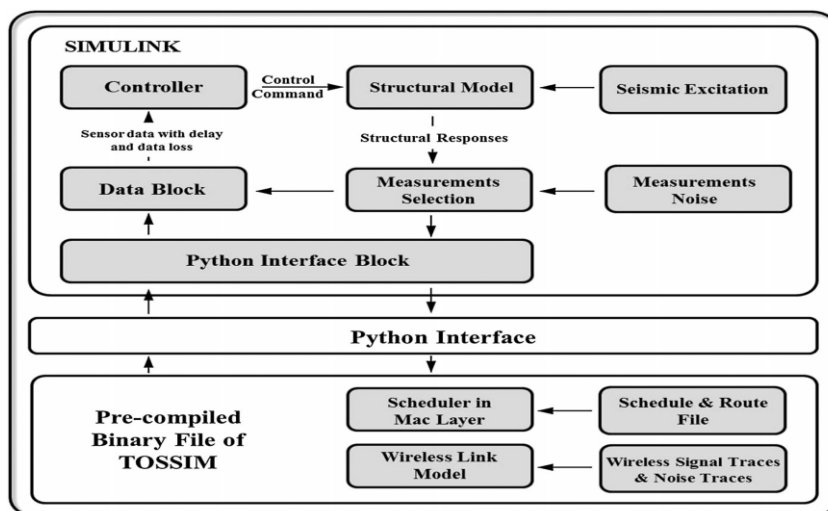 SIMULINK
Controller
Control
Command
Structural Model
Seismic Excitation
Sensor data with delay
and data loss
Structural Responses
Data Block
Measurements
Selection
Measurements
Noise
Python Interface Block
Python Interface
Pre-compiled
Binary File of
TOSSIM
Scheduler in
Mac Layer
Schedule & Route
File
Wireless Link
Model
Wireless Signal Traces
& Noise Traces